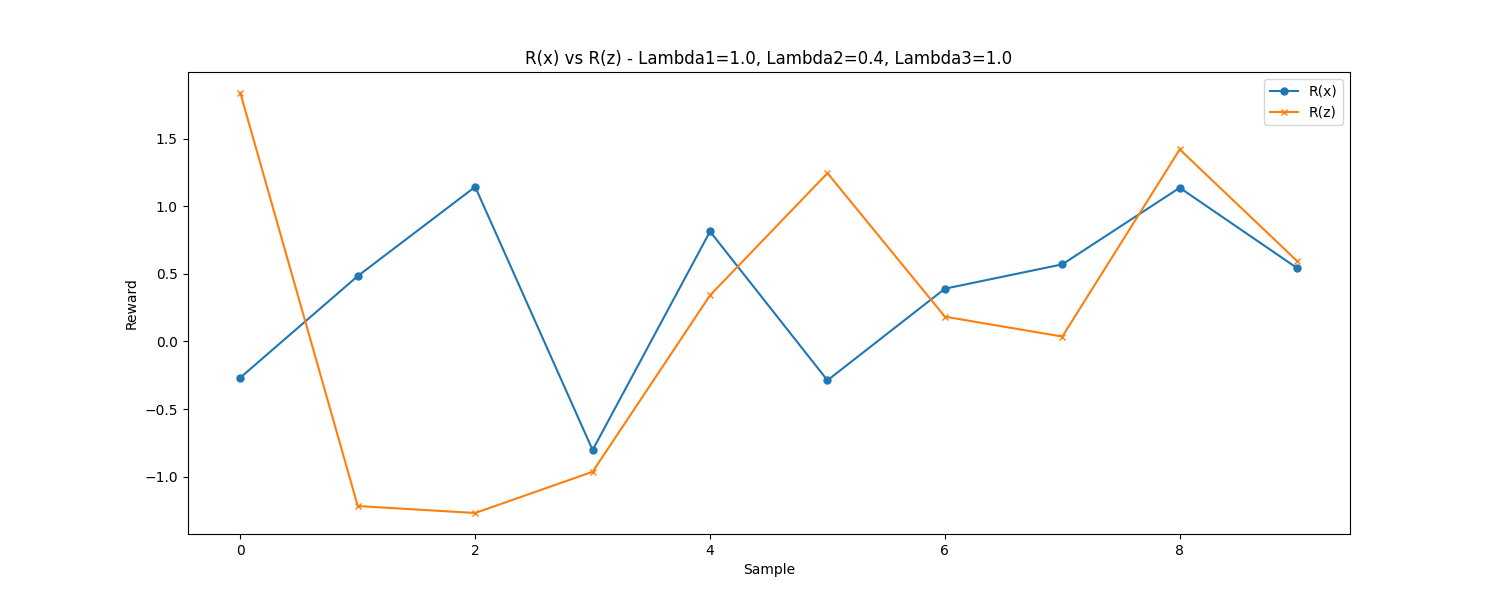 R(x) vs R(z) - Lambda1=1.0, Lambda2=0.4, Lambda3=1.0
R(x)
R(z)
1.5
1.0
0.5
0.0
−0.5
−1.0
Reward
0 2 4 6 8
Sample